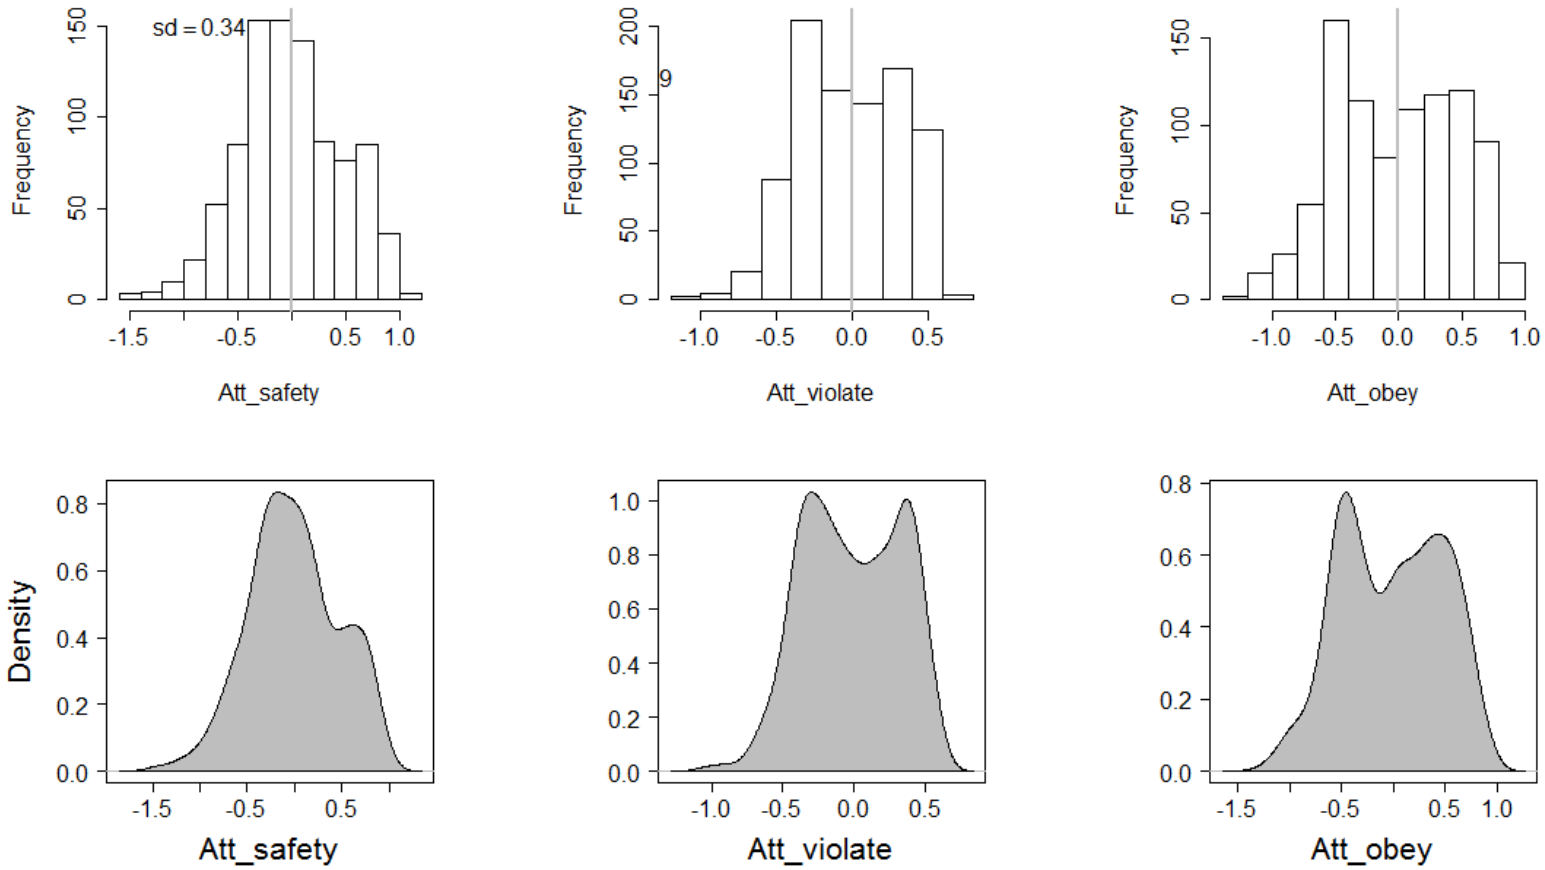 Frequency
0 50 100 150
sd = 0.34
-1.5 -0.5 0.5 1.0
Att_safety
Frequency
0 50 100 150 200
9
-1.0 -0.5 0.0 0.5
Att_violate
Frequency
0 50 100 150
-1.0 -0.5 0.0 0.5 1.0
Att_obey
Density
0.0 0.2 0.4 0.6 0.8
-1.5 -0.5 0.5
Att_safety
0.0 0.2 0.4 0.6 0.8 1.0
-1.0 -0.5 0.0 0.5
Att_violate
0.0 0.2 0.4 0.6 0.8
-1.5 -0.5 0.5 1.0
Att_obey